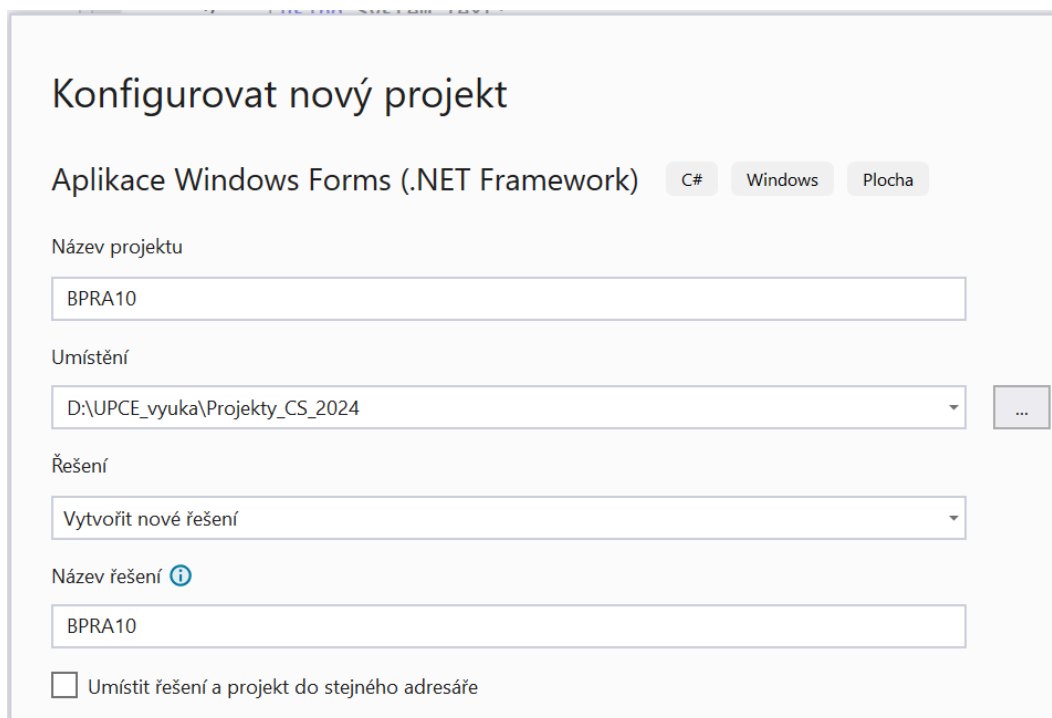 Konfigurovat nový projekt
Aplikace Windows Forms (.NET Framework) C# Windows Plocha
Název projektu
BPRA10
Umístění
D:\UPCE_vyuka\Projekty_CS_2024
...
Řešení
Vytvořit nové řešení
Název řešení
BPRA10
Umístit řešení a projekt do stejného adresáře